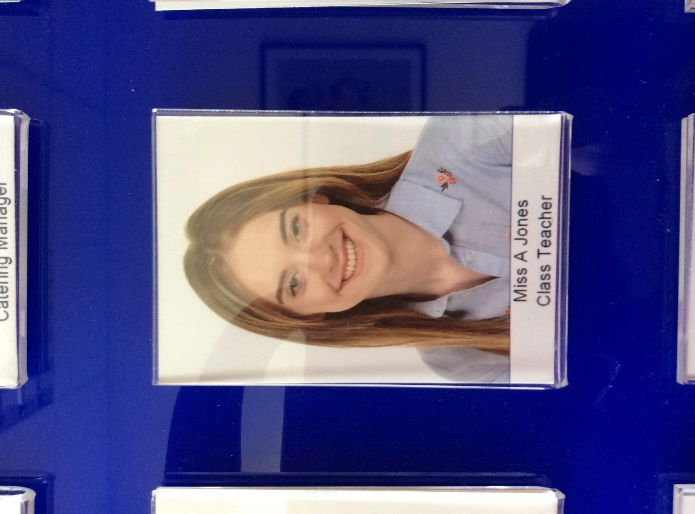 Catering Manager
Miss A Jones
Class Teacher